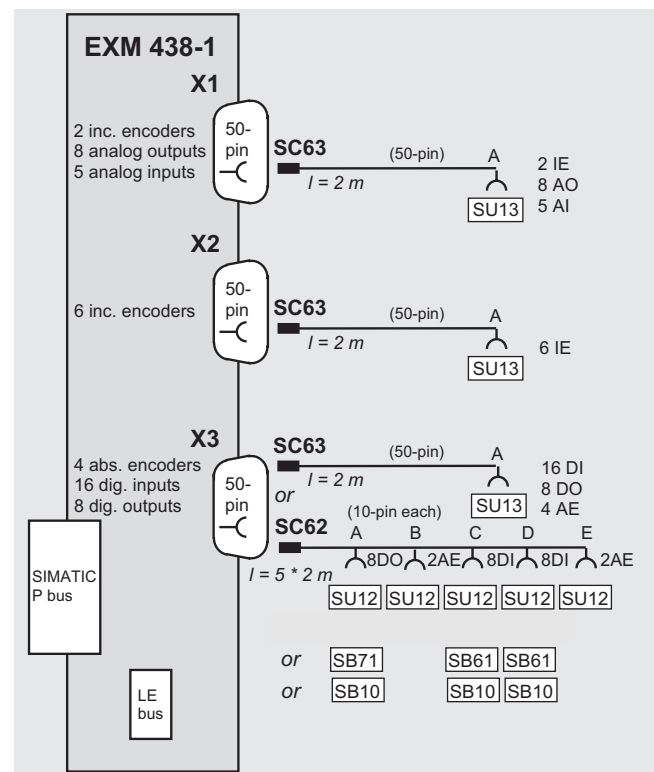 EXM 438-1
X1
2 inc. encoders
8 analog outputs
5 analog inputs
50-
pin
SC63
(50-pin)
l = 2 m
A
SU13
2 IE
8 AO
5 AI
X2
6 inc. encoders
50-
pin
SC63
(50-pin)
l = 2 m
A
SU13
6 IE
X3
4 abs. encoders
16 dig. inputs
8 dig. outputs
50-
pin
SC63
(50-pin)
l = 2 m
A
SU13
16 DI
8 DO
4 AE
or
SC62
(10-pin each)
A B C D E
8DO 2AE 8DI 8DI 2AE
l = 5 * 2 m
SU12 SU12 SU12 SU12 SU12
or SB71 SB61 SB61
or SB10 SB10 SB10
SIMATIC
P bus
LE
bus